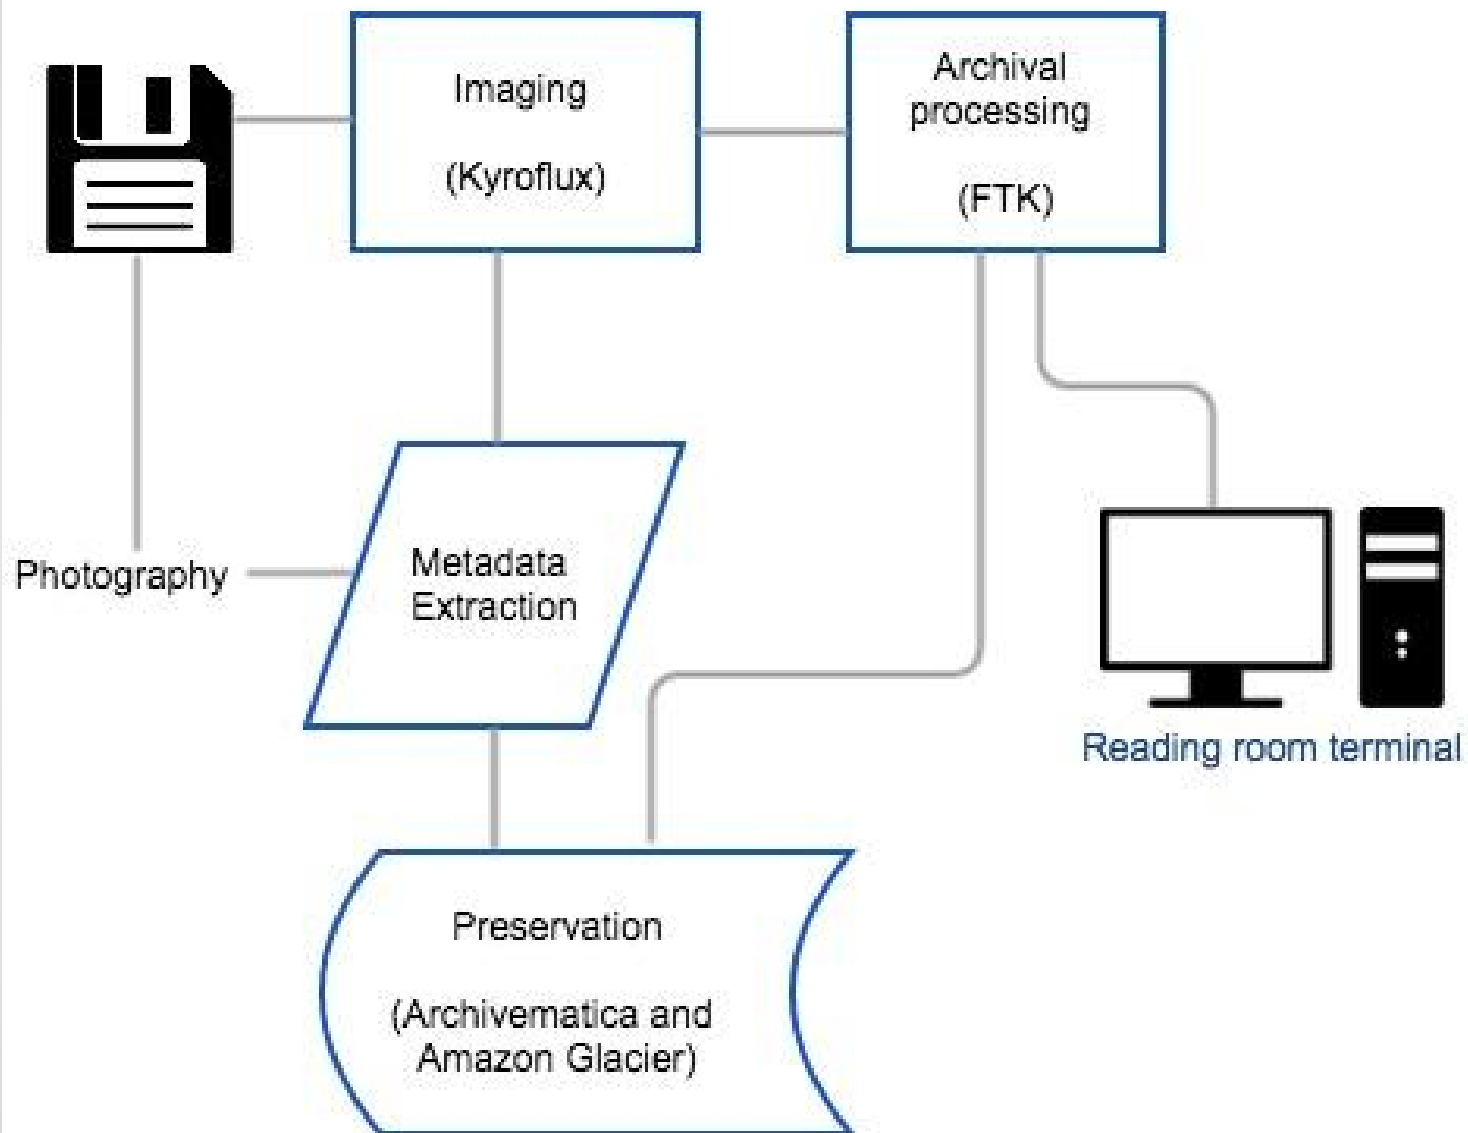 Imaging
(Kyroflux)
Archival
processing
(FTK)
Photography
Metadata
Extraction
Reading room terminal
Preservation
(Archivematica and
Amazon Glacier)